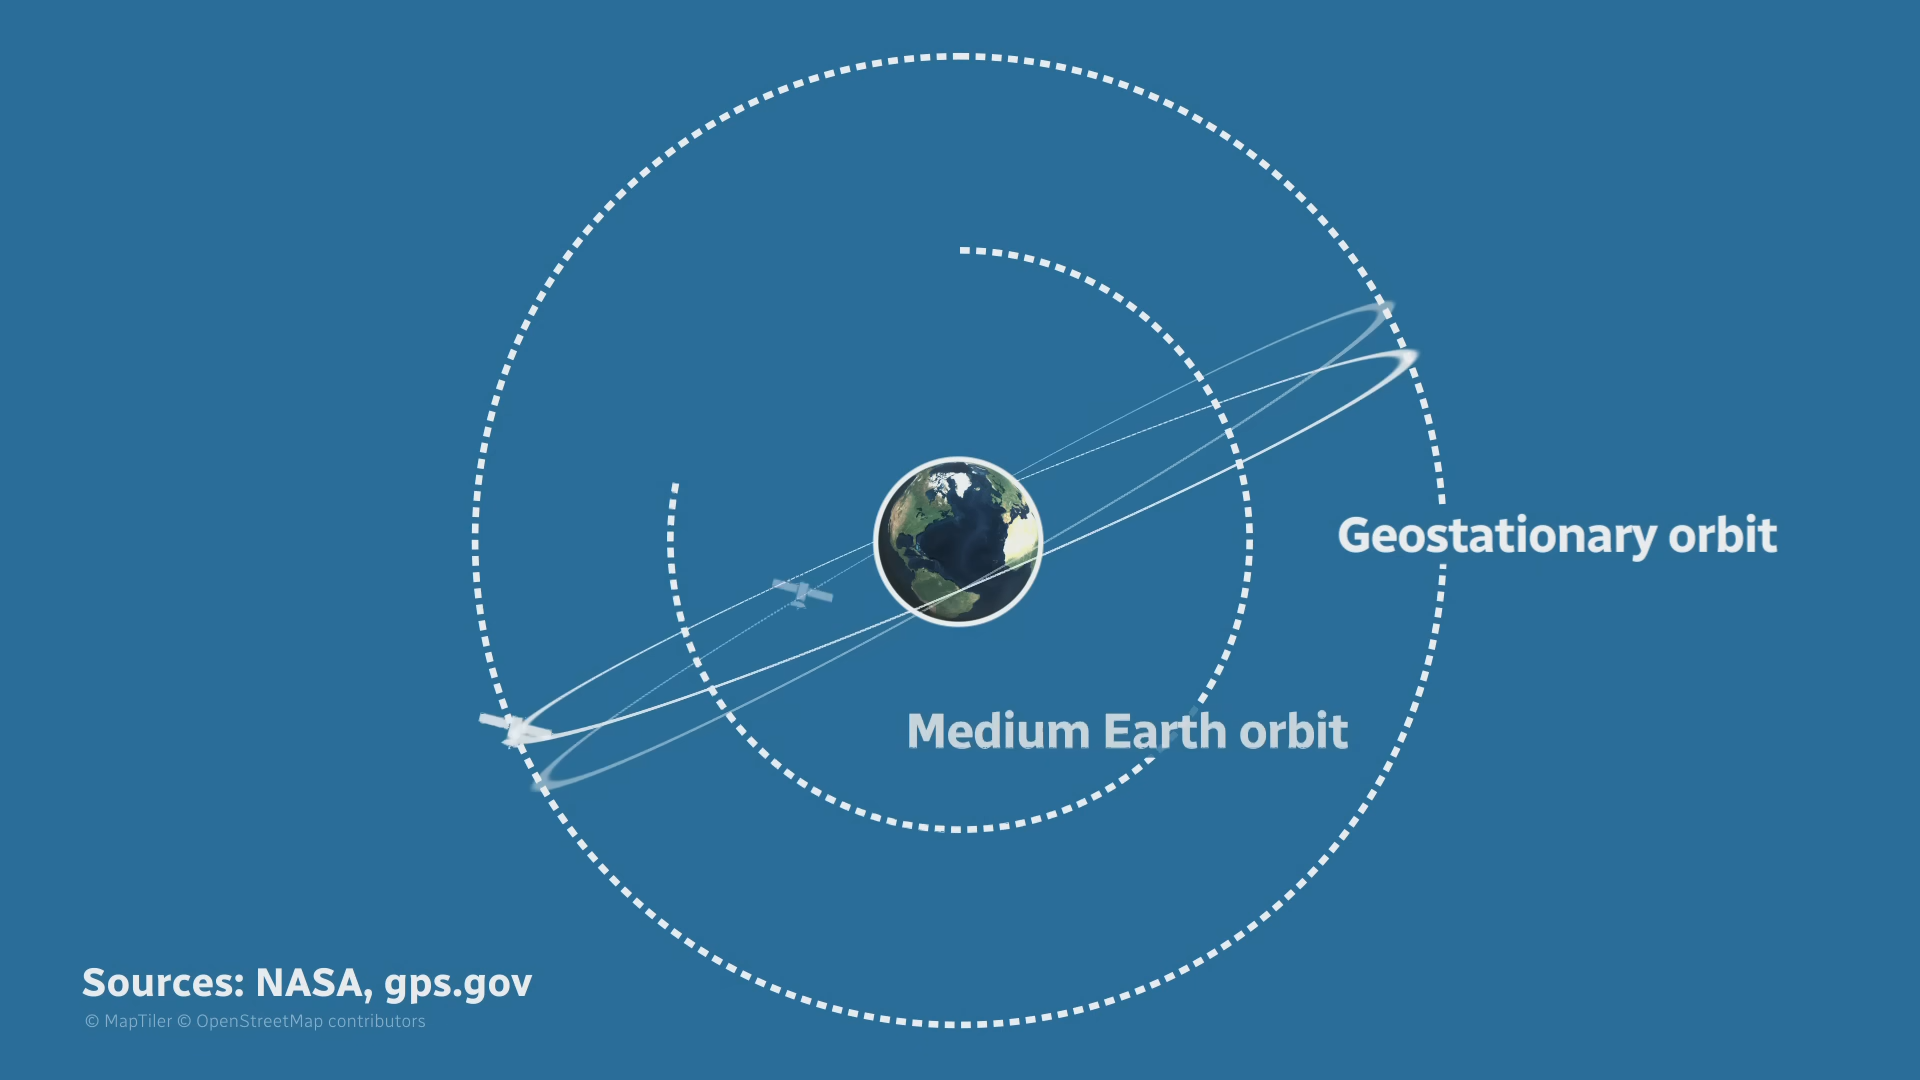 Geostationary orbit
Medium Earth orbit
Sources: NASA, gps.gov
© MapTiler © OpenStreetMap contributors